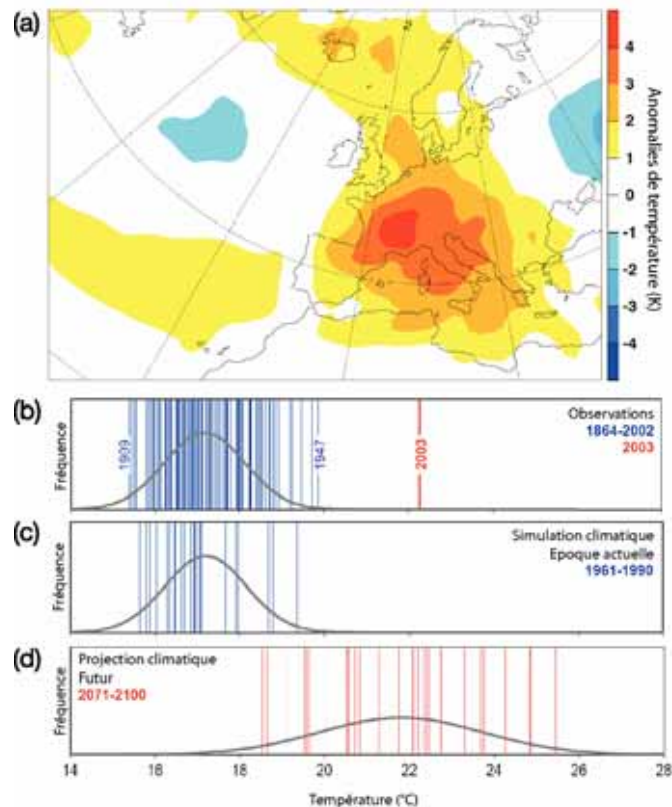 (a)
4
3
2
1
0
-1
-2
-3
-4
Anomalies de température (K)
(b)
Fréquence
1909
1947
2003
Observations
1864-2002
2003
(c)
Fréquence
Simulation climatique
Epoque actuelle
1961-1990
(d)
Fréquence
Projection climatique
Futur
2071-2100
14 16 18 20 22 24 26 28
Température (°C)